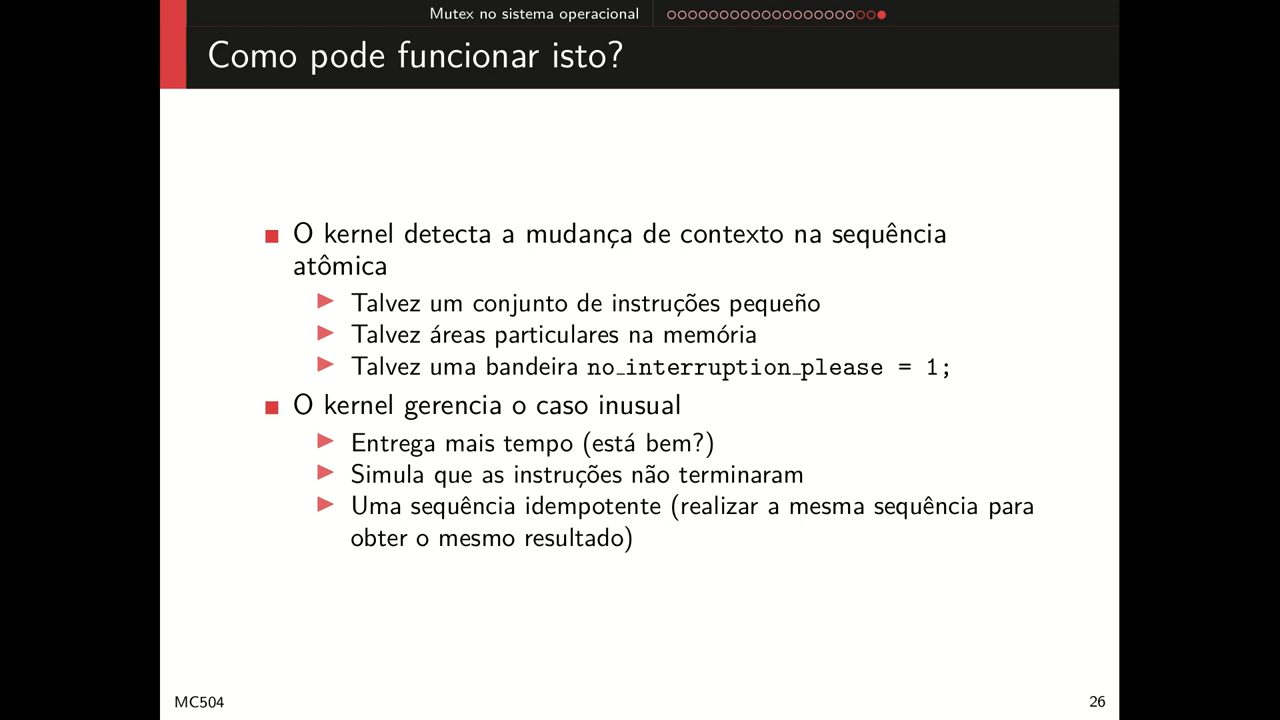 Mutex no sistema operacional
Como pode funcionar isto?
O kernel detecta a mudança de contexto na sequência
atômica
Talvez um conjunto de instruções pequeño
Talvez áreas particulares na memória
Talvez uma bandeira no_interruption_please = 1;
O kernel gerencia o caso inusual
Entrega mais tempo (está bem?)
Simula que as instruções não terminaram
Uma sequência idempotente (realizar a mesma sequência para
obter o mesmo resultado)
MC504
26